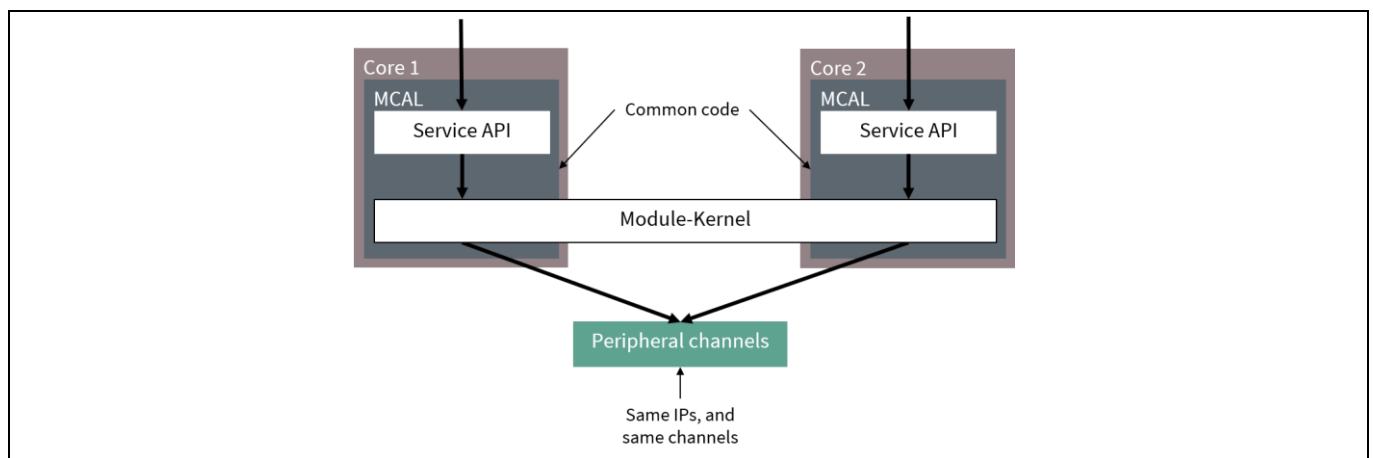 Core 1
Core 2
MCAL
MCAL
Common code
Service API
Service API
Module-Kernel
Peripheral channels
Same IPs, and
same channels